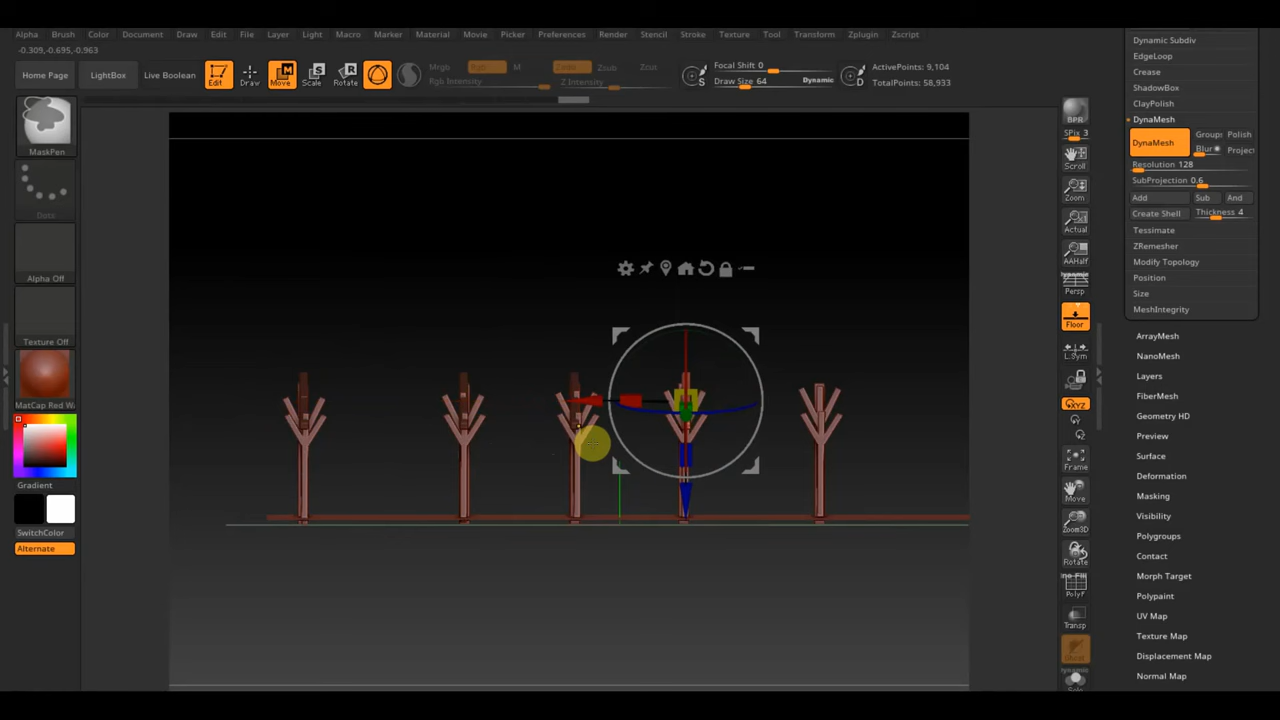 Alpha Brush Color Document Draw Edit File Layer Light Macro Marker Material Movie Picker Preferences Render Stencil Stroke Texture Tool Transform Zplugin Zscript
-0.309,-0.695,-0.963
Home Page LightBox Live Boolean Edit Draw Move Scale Rotate
Mrgb Rgb M Zadd Zsub Zcut
Rgb Intensity Z Intensity
Focal Shift 0
Draw Size 64 Dynamic
ActivePoints: 9,104
TotalPoints: 58,933
MaskPen
Dots
Alpha Off
Texture Off
MatCap Red Wa
Gradient
SwitchColor
Alternate
BPR
SPix 3
Scroll
Zoom
Actual
AAHalf
Dynamic
Persp
Floor
L.Sym
XYZ
Y
Z
Frame
Move
Zoom3D
Rotate
PolyF
Transp
Ghost
Dynamic
Solo
Dynamic Subdiv
EdgeLoop
Crease
ShadowBox
ClayPolish
DynaMesh
DynaMesh Groups Polish
Blur Project
Resolution 128
SubProjection 0.6
Add Sub And
Create Shell Thickness 4
Tessimate
ZRemesher
Modify Topology
Position
Size
MeshIntegrity
ArrayMesh
NanoMesh
Layers
FiberMesh
Geometry HD
Preview
Surface
Deformation
Masking
Visibility
Polygroups
Contact
Morph Target
Polypaint
UV Map
Texture Map
Displacement Map
Normal Map